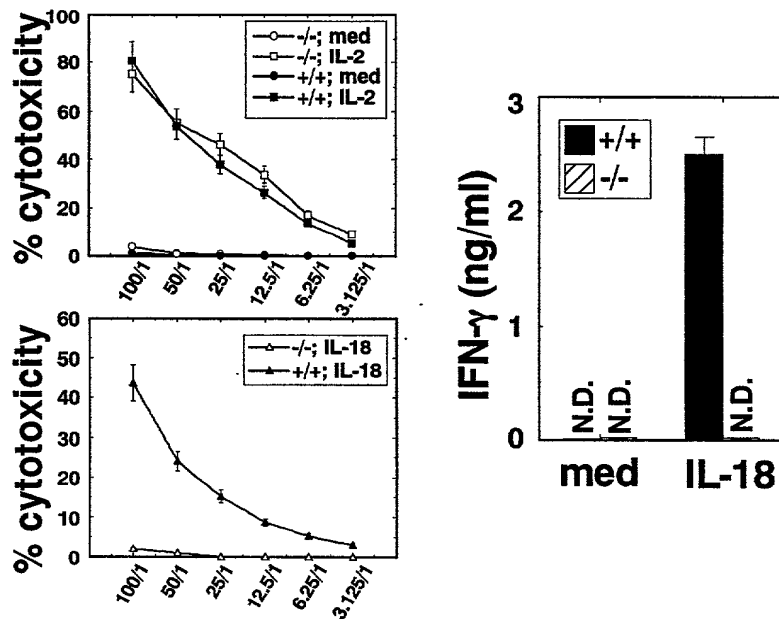 % cytotoxicity
100
80
60
40
20
0
-/-; med
-/-; IL-2
+/+; med
+/+; IL-2
100/1
50/1
25/1
12.5/1
6.25/1
3.125/1
% cytotoxicity
60
50
40
30
20
10
0
-/-; IL-18
+/+; IL-18
100/1
50/1
25/1
12.5/1
6.25/1
3.125/1
IFN-γ (ng/ml)
3
2
1
0
+/+
-/-
N.D.
N.D.
N.D.
med
IL-18